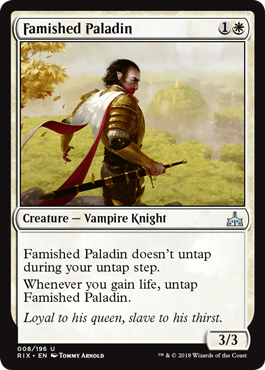 Famished Paladin 1
Creature — Vampire Knight
Famished Paladin doesn't untap
during your untap step.
Whenever you gain life, untap
Famished Paladin.
Loyal to his queen, slave to his thirst.
3/3
008/196 U
RIX • EN TOMMY ARNOLD ™ & © 2018 Wizards of the Coast